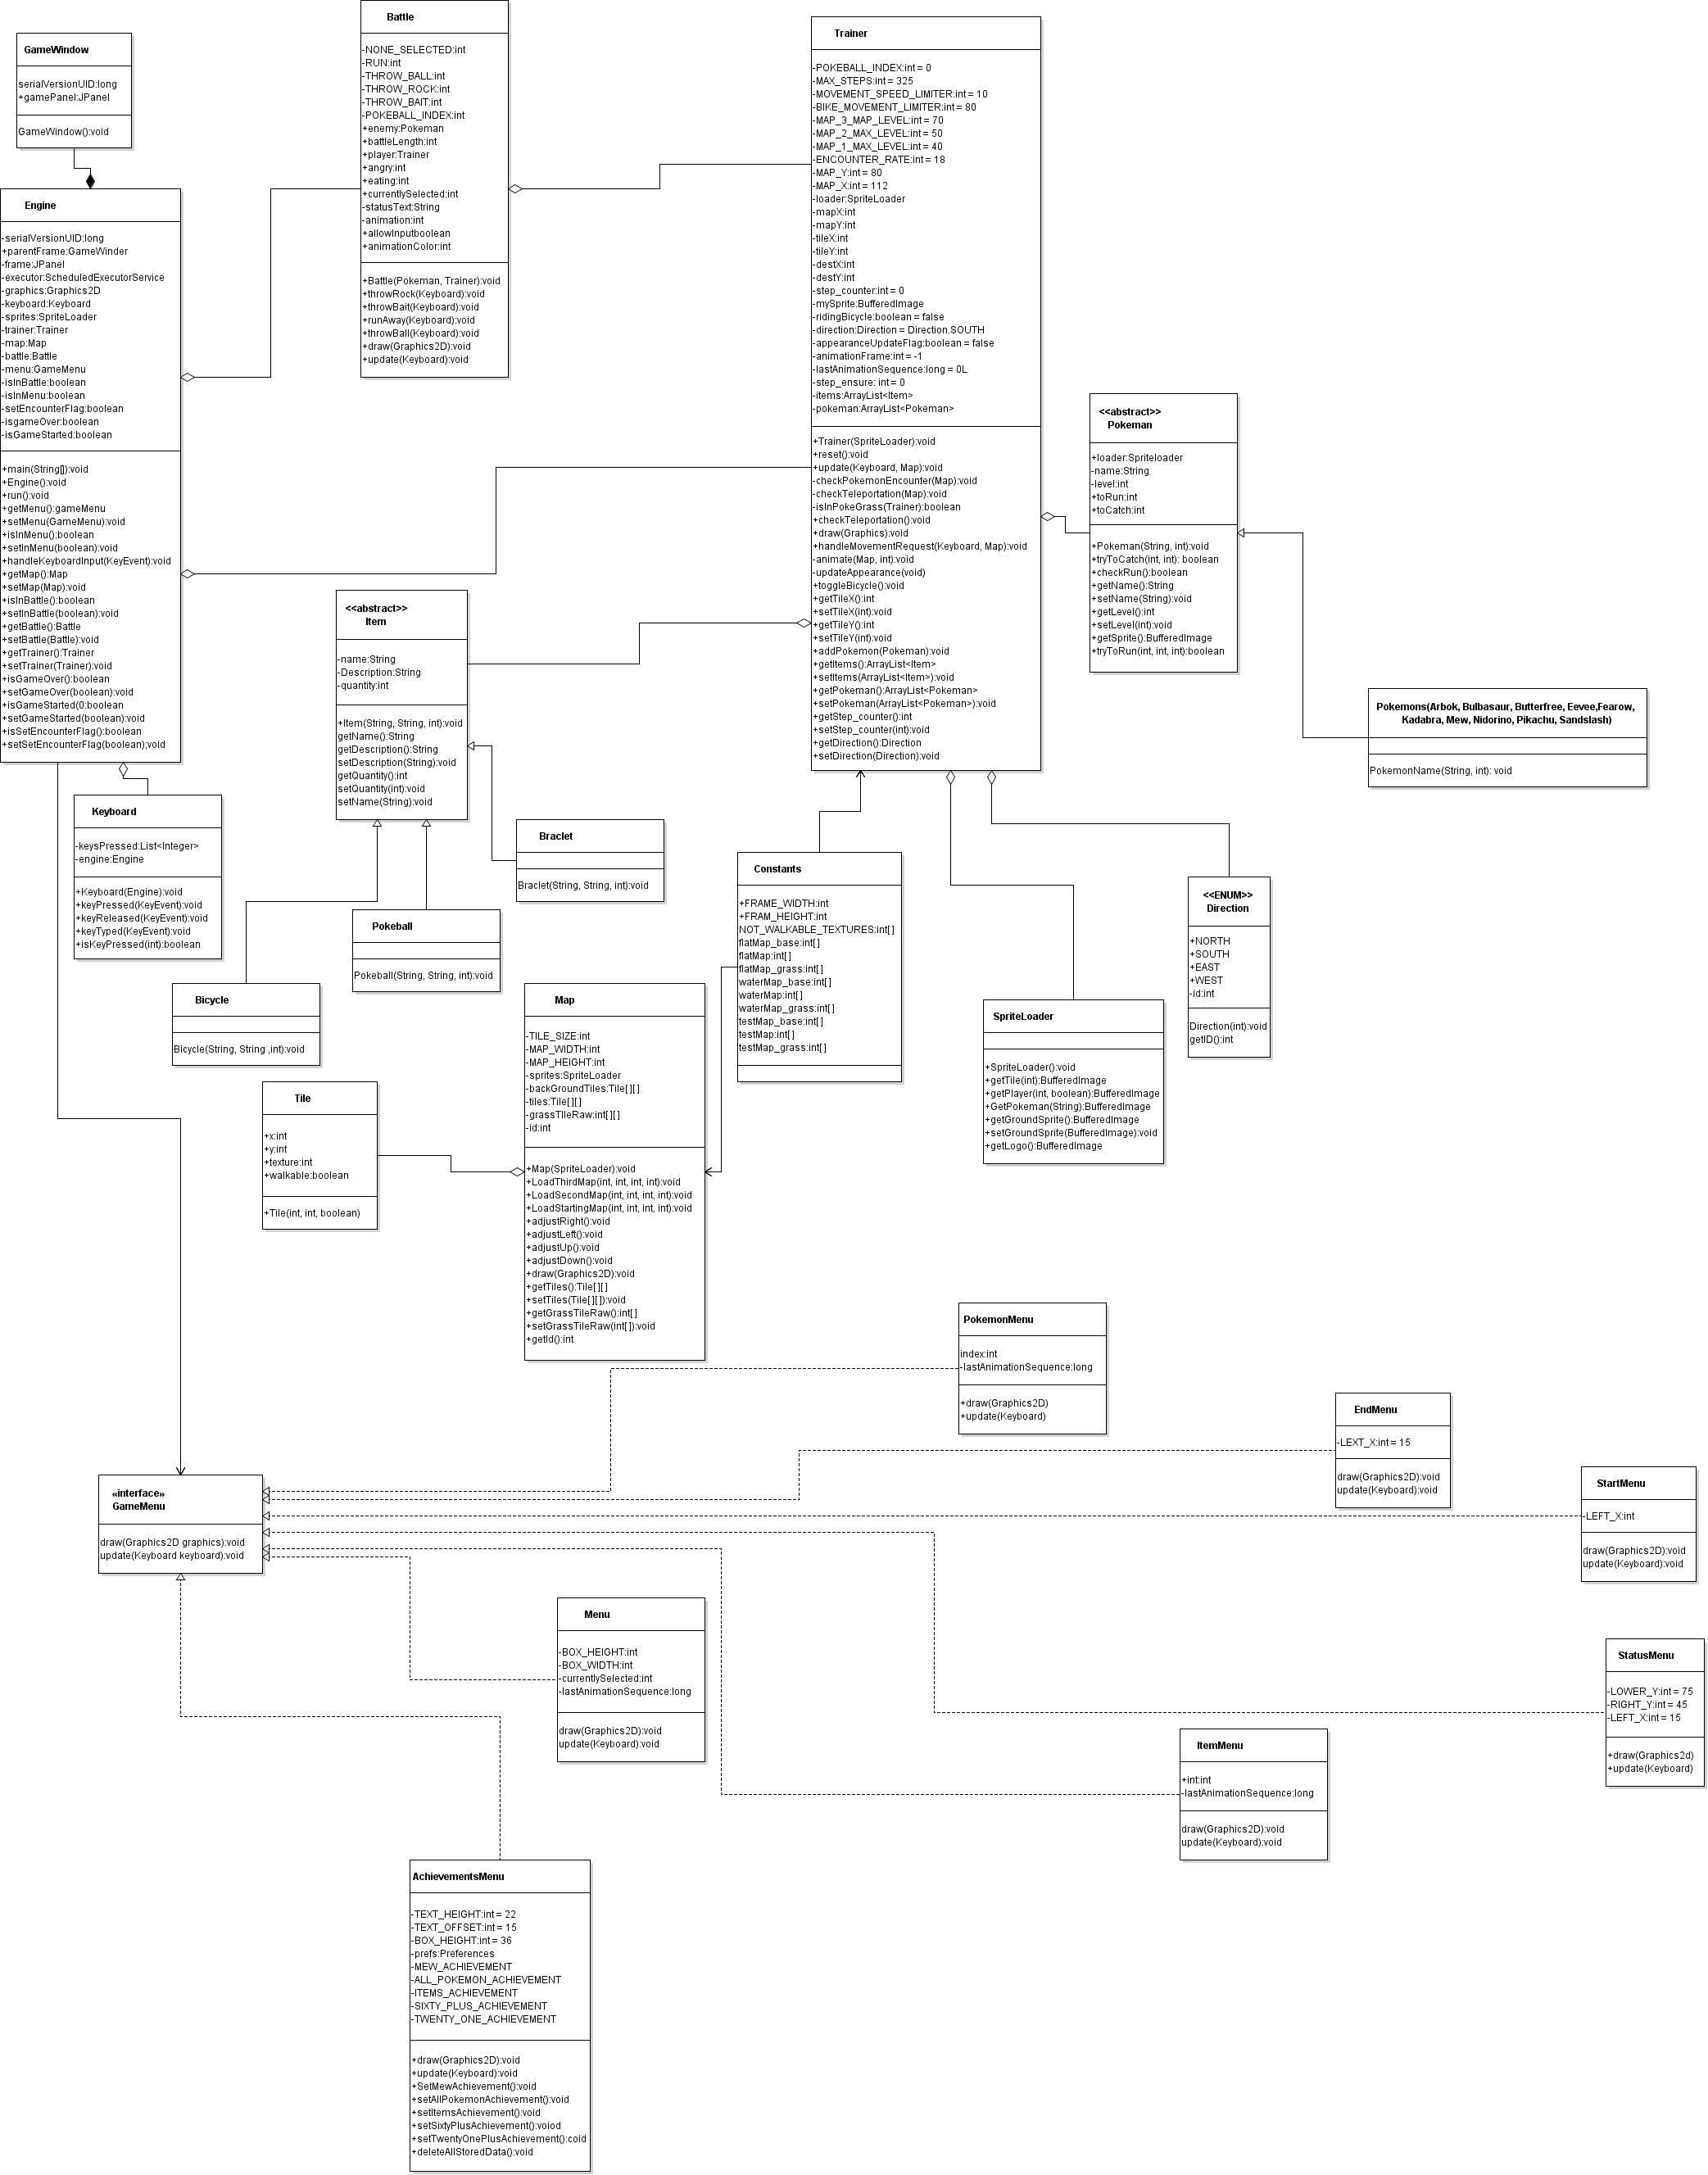 GameWindow
serialVersionUID:long
+gamePanel:JPanel
GameWindow():void
Battle
-NONE_SELECTED:int
-RUN:int
-THROW_BALL:int
-THROW_ROCK:int
-THROW_BAIT:int
-POKEBALL_INDEX:int
+enemy:Pokeman
+battleLength:int
+player:Trainer
+angry:int
+eating:int
+currentlySelected:int
-statusText:String
-animation:int
+allowInputboolean
+animationColor:int
+Battle(Pokeman, Trainer):void
+throwRock(Keyboard):void
+throwBait(Keyboard):void
+runAway(Keyboard):void
+throwBall(Keyboard):void
+draw(Graphics2D):void
+update(Keyboard):void
Trainer
-POKEBALL_INDEX:int = 0
-MAX_STEPS:int = 325
-MOVEMENT_SPEED_LIMITER:int = 10
-BIKE_MOVEMENT_LIMITER:int = 80
-MAP_3_MAP_LEVEL:int = 70
-MAP_2_MAX_LEVEL:int = 50
-MAP_1_MAX_LEVEL:int = 40
-ENCOUNTER_RATE:int = 18
-MAP_Y:int = 80
-MAP_X:int = 112
-loader:SpriteLoader
-mapX:int
-mapY:int
-tileX:int
-tileY:int
-destX:int
-destY:int
-step_counter:int = 0
-mySprite:BufferedImage
-ridingBicycle:boolean = false
-direction:Direction = Direction.SOUTH
-appearanceUpdateFlag:boolean = false
-animationFrame:int = -1
-lastAnimationSequence:long = 0L
-step_ensure: int = 0
-items:ArrayList<Item>
-pokeman:ArrayList<Pokeman>
+Trainer(SpriteLoader):void
+reset():void
+update(Keyboard, Map):void
-checkPokemonEncounter(Map):void
-checkTeleportation(Map):void
-isInPokeGrass(Trainer):boolean
+checkTeleportation():void
+draw(Graphics):void
+handleMovementRequest(Keyboard, Map):void
-animate(Map, int):void
-updateAppearance(void)
+toggleBicycle():void
+getTileX():int
+setTileX(int):void
+getTileY():int
+setTileY(int):void
+addPokemon(Pokeman):void
+getItems():ArrayList<Item>
+setItems(ArrayList<Item>):void
+getPokeman():ArrayList<Pokeman>
+setPokeman(ArrayList<Pokeman>):void
+getStep_counter():int
+setStep_counter(int):void
+getDirection():Direction
+setDirection(Direction):void
Engine
-serialVersionUID:long
+parentFrame:GameWinder
-frame:JPanel
-executor:ScheduledExecutorService
-graphics:Graphics2D
-keyboard:Keyboard
-sprites:SpriteLoader
-trainer:Trainer
-map:Map
-battle:Battle
-menu:GameMenu
-isInBattle:boolean
-isInMenu:boolean
-setEncounterFlag:boolean
-isgameOver:boolean
-isGameStarted:boolean
+main(String[]):void
+Engine():void
+run():void
+getMenu():gameMenu
+setMenu(GameMenu):void
+isInMenu():boolean
+setInMenu(boolean):void
+handleKeyboardInput(KeyEvent):void
+getMap():Map
+setMap(Map):void
+isInBattle():boolean
+setInBattle(boolean):void
+getBattle():Battle
+setBattle(Battle):void
+getTrainer():Trainer
+setTrainer(Trainer):void
+isGameOver():boolean
+setGameOver(boolean):void
+isGameStarted(0:boolean
+setGameStarted(boolean):void
+isSetEncounterFlag():boolean
+setSetEncounterFlag(boolean);void
<<abstract>>
Pokeman
+loader:Spriteloader
-name:String
-level:int
+toRun:int
+toCatch:int
+Pokeman(String, int):void
+tryToCatch(int, int): boolean
+checkRun():boolean
+getName():String
+setName(String):void
+getLevel():int
+setLevel(int):void
+getSprite():BufferedImage
+tryToRun(int, int, int):boolean
<<abstract>>
Item
-name:String
-Description:String
-quantity:int
+Item(String, String, int):void
getName():String
getDescription():String
setDescription(String):void
getQuantity():int
setQuantity(int):void
setName(String):void
Pokemons(Arbok, Bulbasaur, Butterfree, Eevee,Fearow,
Kadabra, Mew, Nidorino, Pikachu, Sandslash)
PokemonName(String, int): void
Keyboard
-keysPressed:List<Integer>
-engine:Engine
+Keyboard(Engine):void
+keyPressed(KeyEvent):void
+keyReleased(KeyEvent):void
+keyTyped(KeyEvent):void
+isKeyPressed(int):boolean
Braclet
Braclet(String, String, int):void
Pokeball
Pokeball(String, String, int):void
Bicycle
Bicycle(String, String ,int):void
Constants
+FRAME_WIDTH:int
+FRAM_HEIGHT:int
NOT_WALKABLE_TEXTURES:int[]
flatMap_base:int[]
flatMap:int[]
flatMap_grass:int[]
waterMap_base:int[]
waterMap:int[]
waterMap_grass:int[]
testMap_base:int[]
testMap:int[]
testMap_grass:int[]
<<ENUM>>
Direction
+NORTH
+SOUTH
+EAST
+WEST
-id:int
Direction(int):void
getID():int
SpriteLoader
+SpriteLoader():void
+getTile(int):BufferedImage
+getPlayer(int, boolean):BufferedImage
+GetPokeman(String):BufferedImage
+getGroundSprite():BufferedImage
+setGroundSprite(BufferedImage):void
+getLogo():BufferedImage
Map
-TILE_SIZE:int
-MAP_WIDTH:int
-MAP_HEIGHT:int
-sprites:SpriteLoader
-backGroundTiles:Tile[][]
-tiles:Tile[][]
-grassTIleRaw:int[][]
-id:int
+Map(SpriteLoader):void
+LoadThirdMap(int, int, int, int):void
+LoadSecondMap(int, int, int, int):void
+LoadStartingMap(int, int, int, int):void
+adjustRight():void
+adjustLeft():void
+adjustUp():void
+adjustDown():void
+draw(Graphics2D):void
+getTiles():Tile[][]
+setTiles(Tile[][]):void
+getGrassTileRaw():int[]
+setGrassTileRaw(int[]):void
+getId():int
Tile
+x:int
+y:int
+texture:int
+walkable:boolean
+Tile(int, int, boolean)
PokemonMenu
index:int
-lastAnimationSequence:long
+draw(Graphics2D)
+update(Keyboard)
EndMenu
-LEXT_X:int = 15
draw(Graphics2D):void
update(Keyboard):void
StartMenu
-LEFT_X:int
draw(Graphics2D):void
update(Keyboard):void
«interface»
GameMenu
draw(Graphics2D graphics):void
update(Keyboard keyboard):void
Menu
-BOX_HEIGHT:int
-BOX_WIDTH:int
-currentlySelected:int
-lastAnimationSequence:long
draw(Graphics2D):void
update(Keyboard):void
StatusMenu
-LOWER_Y:int = 75
-RIGHT_Y:int = 45
-LEFT_X:int = 15
+draw(Graphics2d)
+update(Keyboard)
ItemMenu
+int:int
-lastAnimationSequence:long
draw(Graphics2D):void
update(Keyboard):void
AchievementsMenu
-TEXT_HEIGHT:int = 22
-TEXT_OFFSET:int = 15
-BOX_HEIGHT:int = 36
-prefs:Preferences
-MEW_ACHIEVEMENT
-ALL_POKEMON_ACHIEVEMENT
-ITEMS_ACHIEVEMENT
-SIXTY_PLUS_ACHIEVEMENT
-TWENTY_ONE_ACHIEVEMENT
+draw(Graphics2D):void
+update(Keyboard):void
+SetMewAchievement():void
+setAllPokemonAchievement():void
+setItemsAchievement():void
+setSixtyPlusAchievement():voiod
+setTwentyOnePlusAchievement():coid
+deleteAllStoredData():void